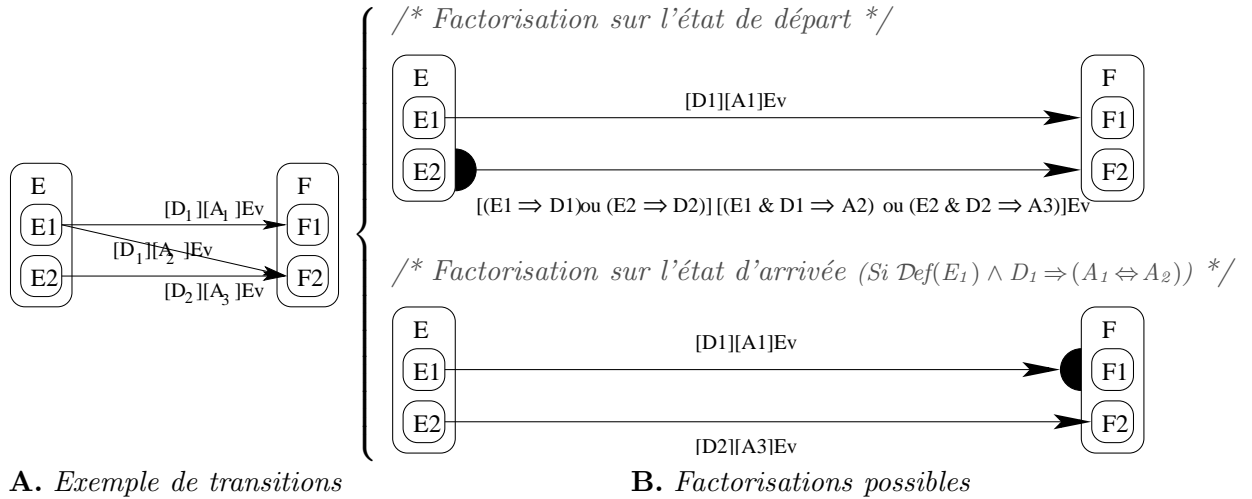 /* Factorisation sur l'état de départ */
E
F
[D1][A1]Ev
E1
F1
E2
F2
[(E1 ⇒ D1)ou (E2 ⇒ D2)] [(E1 & D1 ⇒ A2) ou (E2 & D2 ⇒ A3)]Ev
E
F
[D₁][A₁]Ev
E1
F1
[D₁][A₂]Ev
E2
F2
[D₂][A₃]Ev
/* Factorisation sur l'état d'arrivée (Si Def(E₁) ∧ D₁ ⇒ (A₁ ⇔ A₂)) */
E
F
[D1][A1]Ev
E1
F1
E2
F2
[D2][A3]Ev
A. Exemple de transitions
B. Factorisations possibles